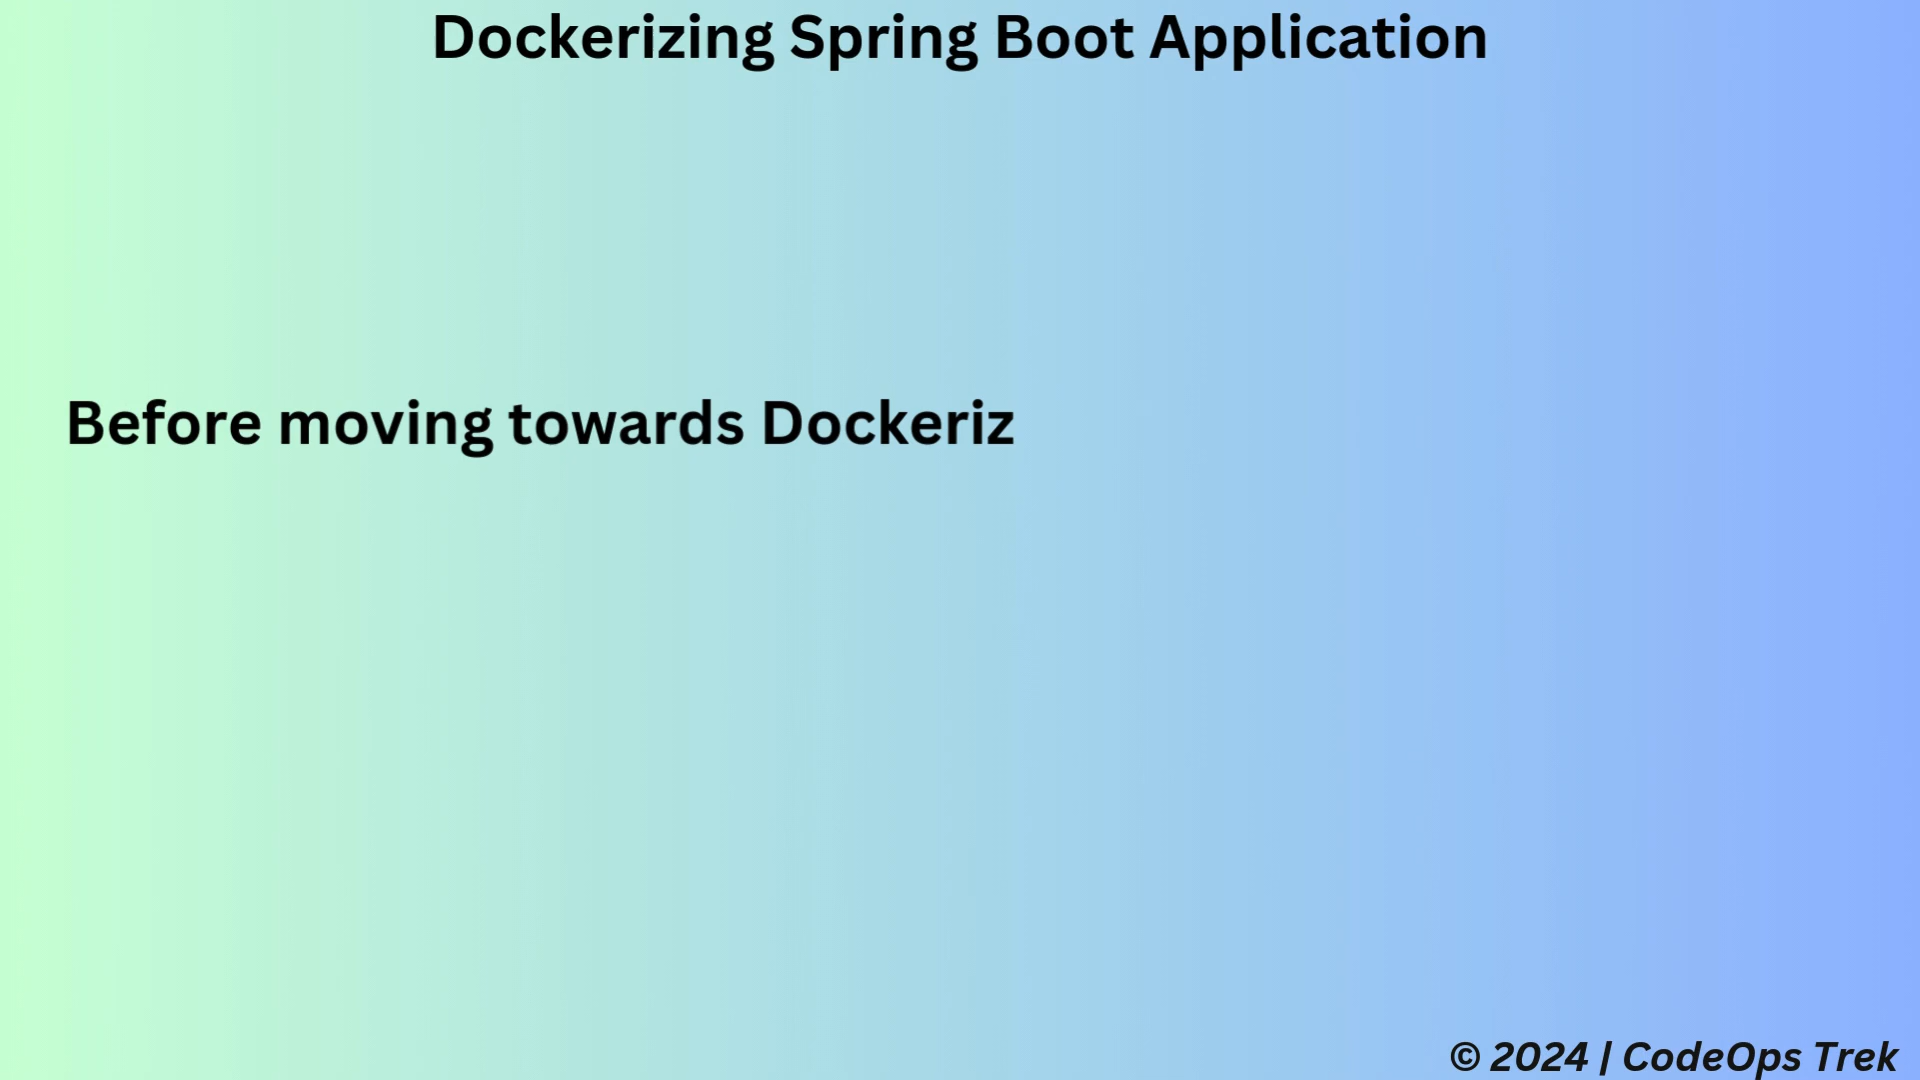 Dockerizing Spring Boot Application
Before moving towards Dockeriz
© 2024 | CodeOps Trek